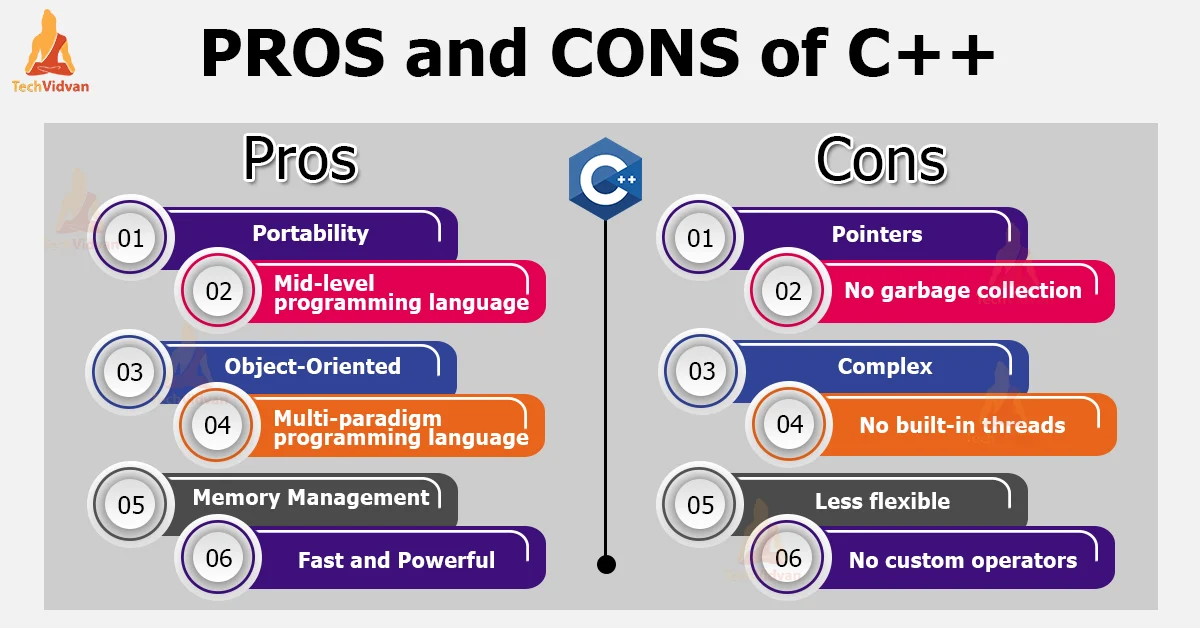 TechVidvan
PROS and CONS of C++
Pros
01
Portability
02
Mid-level
programming language
03
Object-Oriented
04
Multi-paradigm
programming language
05
Memory Management
06
Fast and Powerful
C++
Cons
01
Pointers
02
No garbage collection
03
Complex
04
No built-in threads
05
Less flexible
06
No custom operators